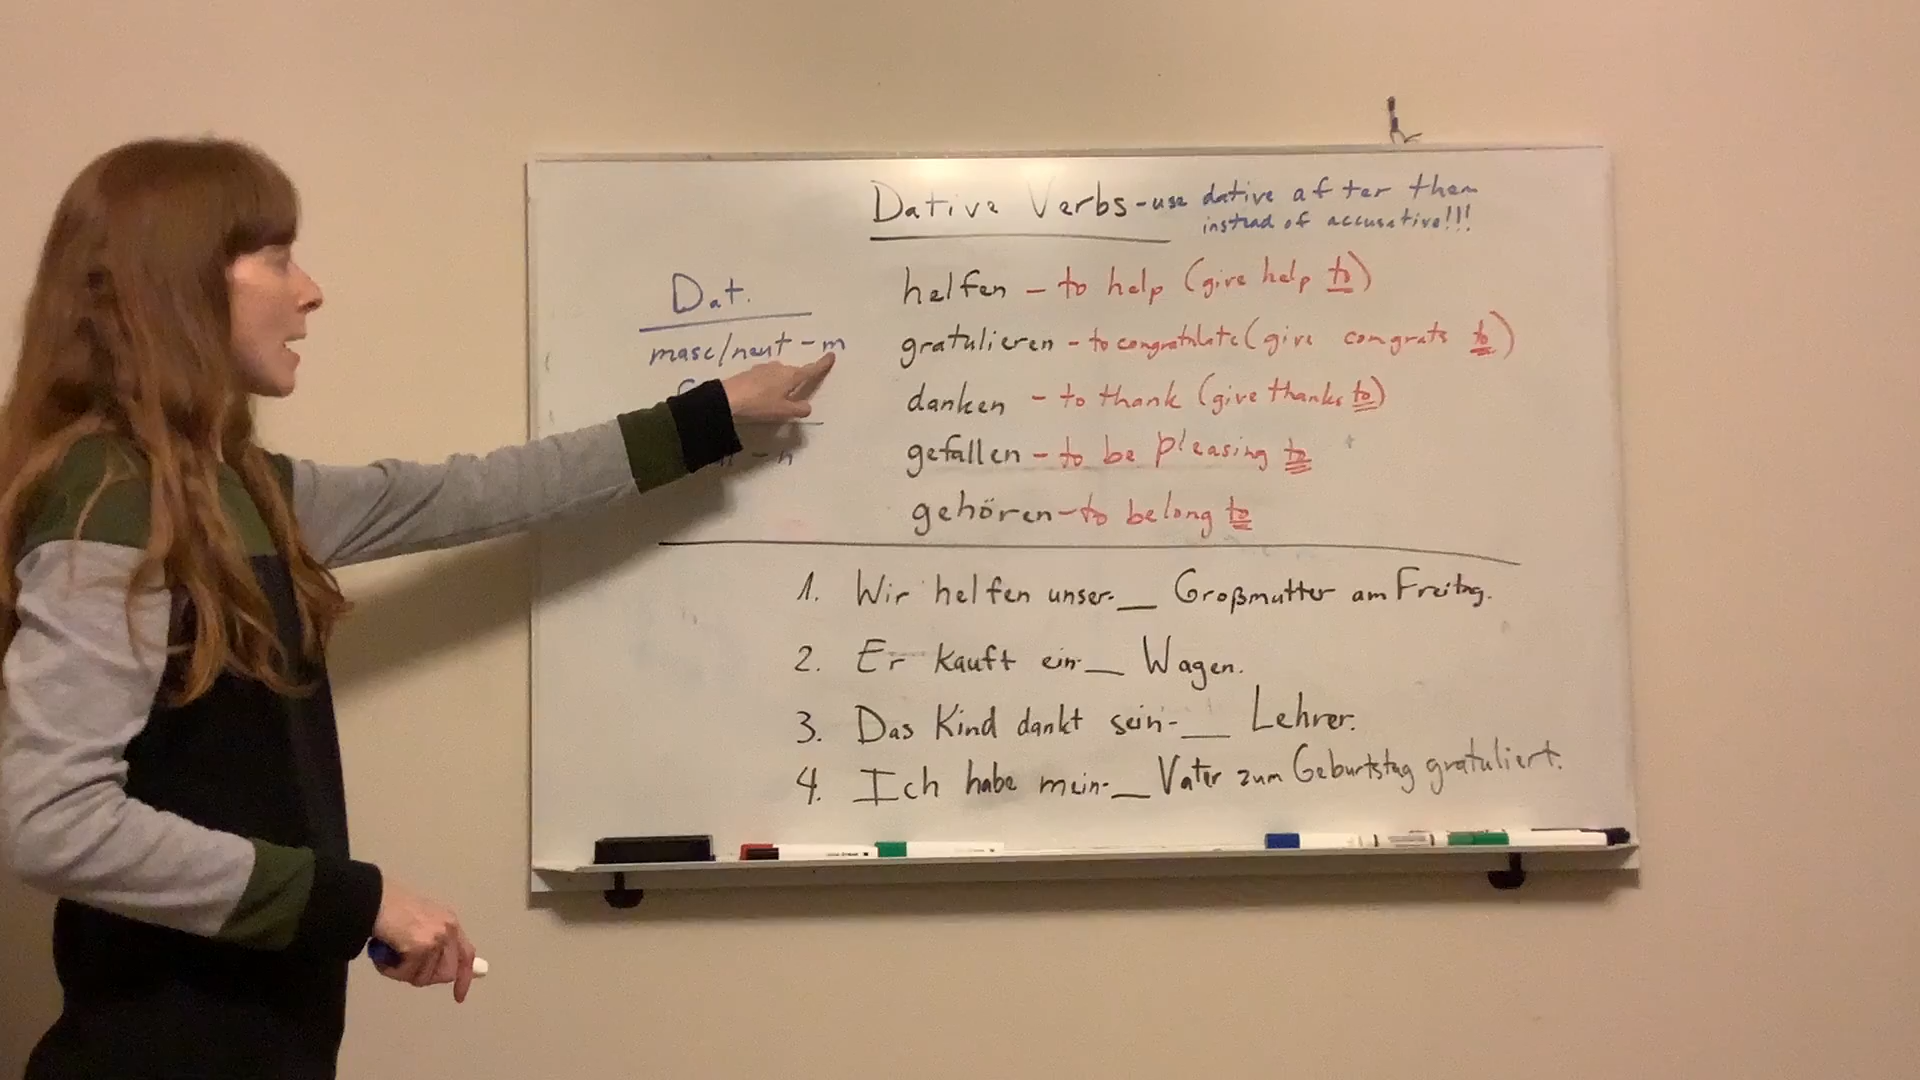 Dative Verbs - use dative after them
instead of accusative!!!
Dat.
masc/neut - m
- n
helfen - to help (give help to)
gratulieren - to congratulate (give congrats to)
danken - to thank (give thanks to)
gefallen - to be pleasing to
gehören - to belong to
1. Wir helfen unser-__ Großmutter am Freitag.
2. Er kauft ein-__ Wagen.
3. Das Kind dankt sein-__ Lehrer.
4. Ich habe mein-__ Vater zum Geburtstag gratuliert.